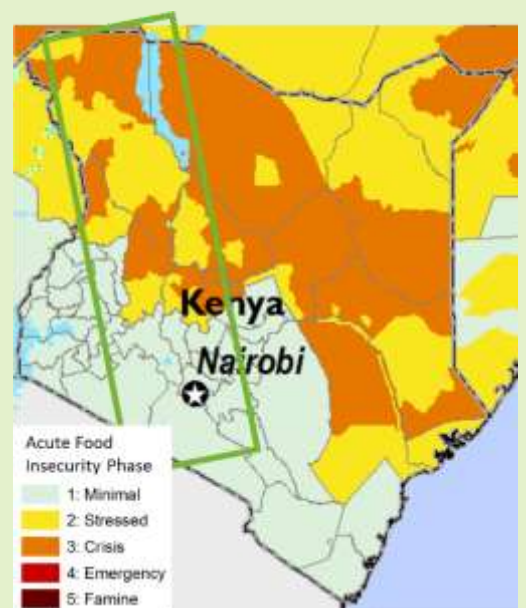 Kenya
Nairobi
Acute Food
Insecurity Phase
1: Minimal
2: Stressed
3: Crisis
4: Emergency
5: Famine